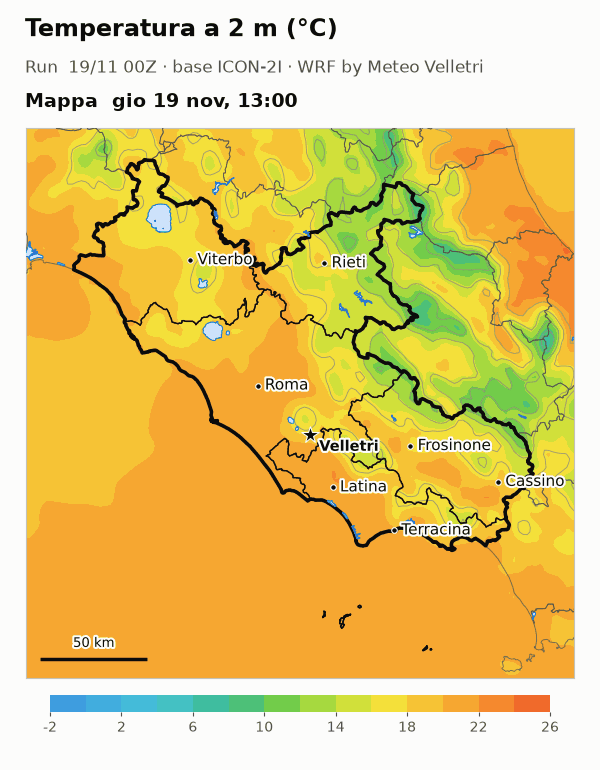 Temperatura a 2 m (°C)
Run  19/11 00Z · base ICON-2I · WRF by Meteo Velletri
Mappa  gio 19 nov, 13:00
Viterbo
Rieti
Roma
Velletri
Frosinone
Cassino
Latina
Terracina
50 km
-2 2 6 10 14 18 22 26